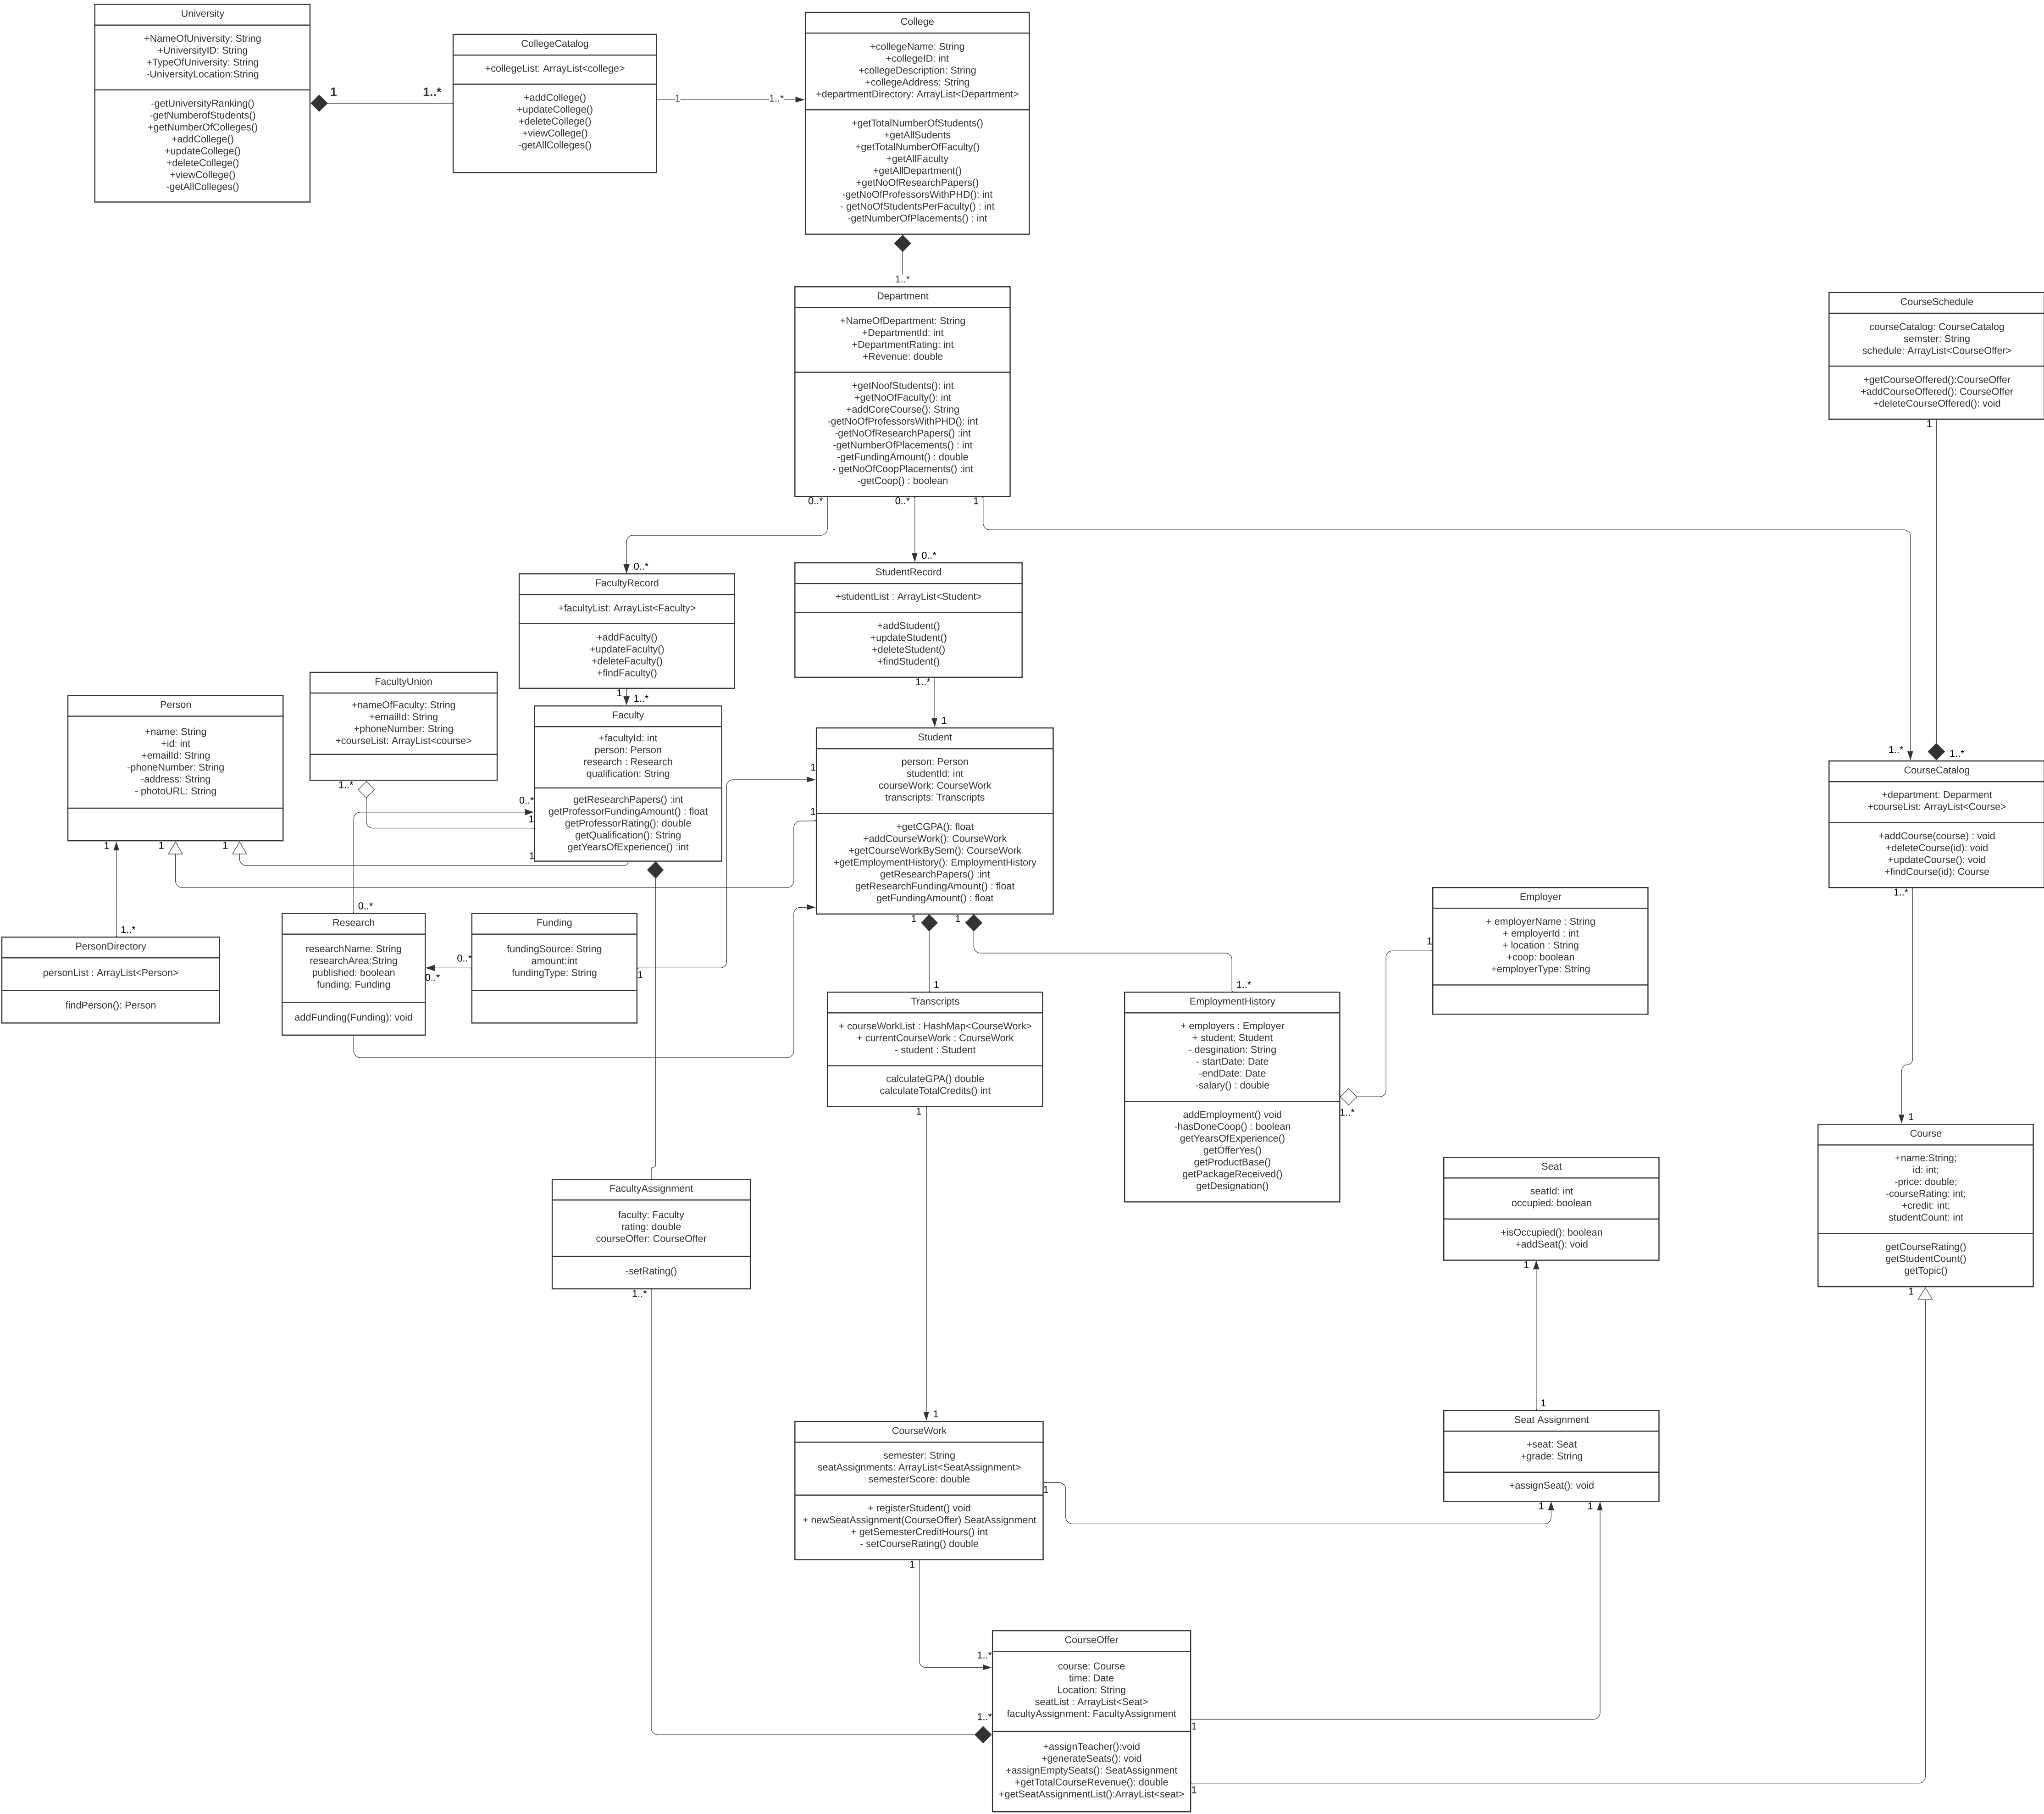 University
+NameOfUniversity: String
+UniversityID: String
+TypeOfUniversity: String
-UniversityLocation:String
-getUniversityRanking()
-getNumberofStudents()
+getNumberOfColleges()
+addCollege()
+updateCollege()
+deleteCollege()
+viewCollege()
-getAllColleges()
1
1..*
CollegeCatalog
+collegeList: ArrayList<college>
+addCollege()
+updateCollege()
+deleteCollege()
+viewCollege()
-getAllColleges()
1
1..*
College
+collegeName: String
+collegeID: int
+collegeDescription: String
+collegeAddress: String
+departmentDirectory: ArrayList<Department>
+getTotalNumberOfStudents()
+getAllSudents
+getTotalNumberOfFaculty()
+getAllFaculty
+getAllDepartment()
+getNoOfResearchPapers()
-getNoOfProfessorsWithPHD(): int
- getNoOfStudentsPerFaculty() : int
-getNumberOfPlacements() : int
1..*
Department
+NameOfDepartment: String
+DepartmentId: int
+DepartmentRating: int
+Revenue: double
+getNoofStudents(): int
+getNoOfFaculty(): int
+addCoreCourse(): String
-getNoOfProfessorsWithPHD(): int
-getNoOfResearchPapers() :int
-getNumberOfPlacements() : int
-getFundingAmount() : double
- getNoOfCoopPlacements() :int
-getCoop() : boolean
0..*
0..*
1
CourseSchedule
courseCatalog: CourseCatalog
semster: String
schedule: ArrayList<CourseOffer>
+getCourseOffered():CourseOffer
+addCourseOffered(): CourseOffer
+deleteCourseOffered(): void
1
0..*
FacultyRecord
+facultyList: ArrayList<Faculty>
+addFaculty()
+updateFaculty()
+deleteFaculty()
+findFaculty()
1
1..*
0..*
StudentRecord
+studentList : ArrayList<Student>
+addStudent()
+updateStudent()
+deleteStudent()
+findStudent()
1..*
1
FacultyUnion
+nameOfFaculty: String
+emailId: String
+phoneNumber: String
+courseList: ArrayList<course>
1..*
Person
+name: String
+id: int
+emailId: String
-phoneNumber: String
-address: String
- photoURL: String
1
1
1
Faculty
+facultyId: int
person: Person
research : Research
qualification: String
getResearchPapers() :int
getProfessorFundingAmount() : float
getProfessorRating(): double
getQualification(): String
getYearsOfExperience() :int
0..*
1
1
Student
person: Person
studentId: int
courseWork: CourseWork
transcripts: Transcripts
+getCGPA(): float
+addCourseWork(): CourseWork
+getCourseWorkBySem(): CourseWork
+getEmploymentHistory(): EmploymentHistory
getResearchPapers() :int
getResearchFundingAmount() : float
getFundingAmount() : float
1
1
1
1
1..*
1..*
CourseCatalog
+department: Deparment
+courseList: ArrayList<Course>
+addCourse(course) : void
+deleteCourse(id): void
+updateCourse(): void
+findCourse(id): Course
1..*
1..*
PersonDirectory
personList : ArrayList<Person>
findPerson(): Person
0..*
Research
researchName: String
researchArea:String
published: boolean
funding: Funding
addFunding(Funding): void
0..*
0..*
Funding
fundingSource: String
amount:int
fundingType: String
1
Employer
+ employerName : String
+ employerId : int
+ location : String
+coop: boolean
+employerType: String
1
1
Transcripts
+ courseWorkList : HashMap<CourseWork>
+ currentCourseWork : CourseWork
- student : Student
calculateGPA() double
calculateTotalCredits() int
1
1..*
EmploymentHistory
+ employers : Employer
+ student: Student
- desgination: String
- startDate: Date
-endDate: Date
-salary() : double
addEmployment() void
-hasDoneCoop() : boolean
getYearsOfExperience()
getOfferYes()
getProductBase()
getPackageReceived()
getDesignation()
1..*
1
Course
+name:String;
id: int;
-price: double;
-courseRating: int;
+credit: int;
studentCount: int
getCourseRating()
getStudentCount()
getTopic()
1
Seat
seatId: int
occupied: boolean
+isOccupied(): boolean
+addSeat(): void
1
FacultyAssignment
faculty: Faculty
rating: double
courseOffer: CourseOffer
-setRating()
1..*
1
CourseWork
semester: String
seatAssignments: ArrayList<SeatAssignment>
semesterScore: double
+ registerStudent() void
+ newSeatAssignment(CourseOffer) SeatAssignment
+ getSemesterCreditHours() int
- setCourseRating() double
1
1
1
Seat Assignment
+seat: Seat
+grade: String
+assignSeat(): void
1
1
1..*
1..*
CourseOffer
course: Course
time: Date
Location: String
seatList : ArrayList<Seat>
facultyAssignment: FacultyAssignment
+assignTeacher():void
+generateSeats(): void
+assignEmptySeats(): SeatAssignment
+getTotalCourseRevenue(): double
+getSeatAssignmentList():ArrayList<seat>
1
1